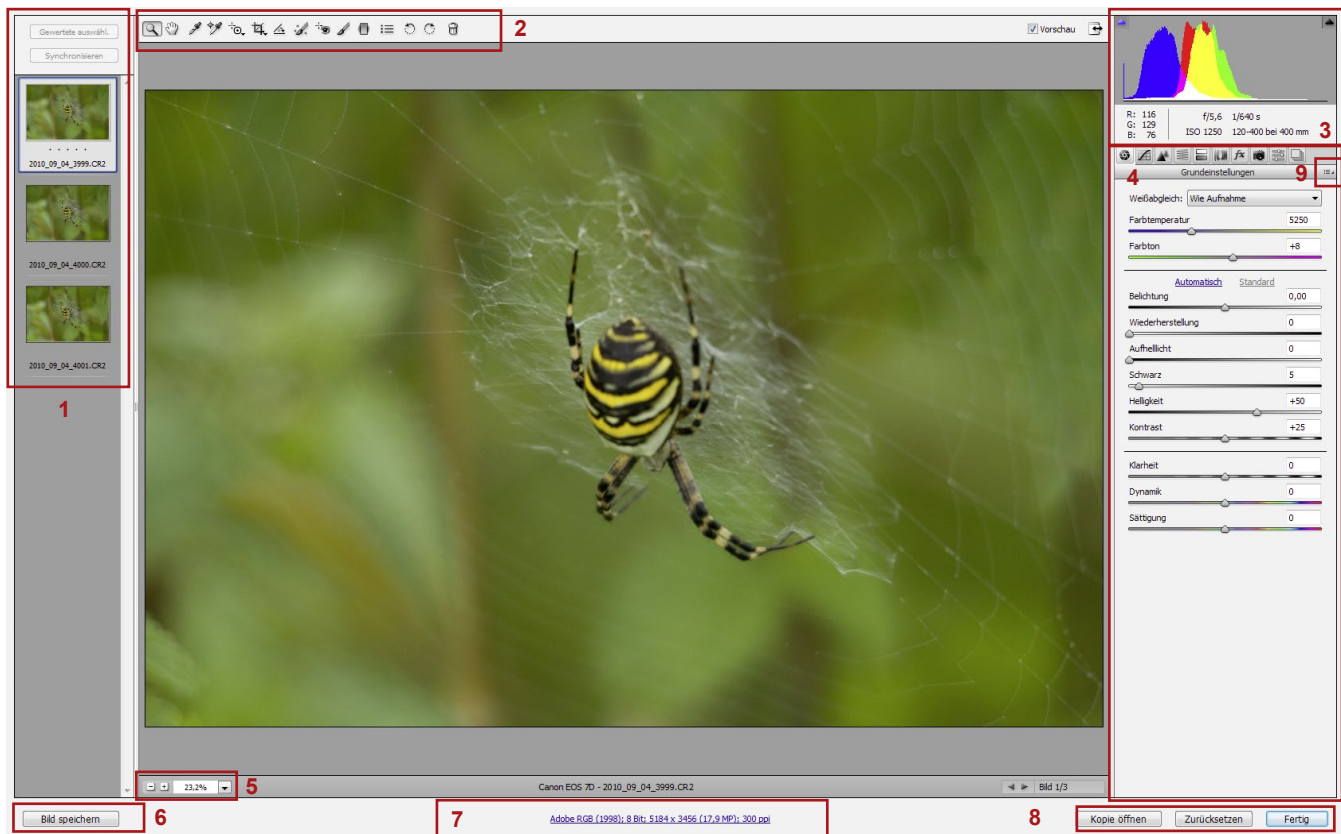 Gewertete auswähl.
Synchronisieren
2010_09_04_3999.CR2
2010_09_04_4000.CR2
2010_09_04_4001.CR2
1
2
Vorschau
R: 116
G: 129
B: 76
f/5,6 1/640 s
ISO 1250 120-400 bei 400 mm
3
fx
4
Grundeinstellungen
9
Weißabgleich: Wie Aufnahme
Farbtemperatur 5250
Farbton +8
Automatisch Standard
Belichtung 0,00
Wiederherstellung 0
Aufhelllicht 0
Schwarz 5
Helligkeit +50
Kontrast +25
Klarheit 0
Dynamik 0
Sättigung 0
23,2%
5
Canon EOS 7D - 2010_09_04_3999.CR2
Bild 1/3
Bild speichern
6
7
Adobe RGB (1998); 8 Bit; 5184 x 3456 (17,9 MP); 300 ppi
8
Kopie öffnen
Zurücksetzen
Fertig